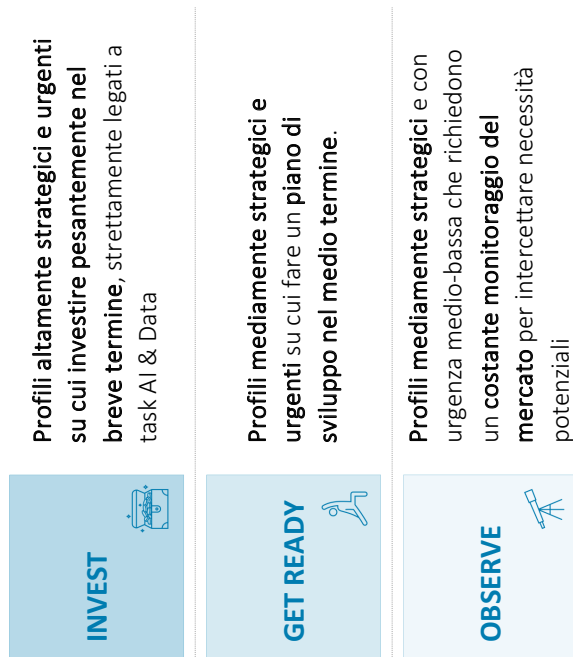 INVEST
Profili altamente strategici e urgenti
su cui investire pesantemente nel
breve termine, strettamente legati a
task AI & Data
GET READY
Profili mediamente strategici e
urgenti su cui fare un piano di
sviluppo nel medio termine.
OBSERVE
Profili mediamente strategici e con
urgenza medio-bassa che richiedono
un costante monitoraggio del
mercato per intercettare necessità
potenziali